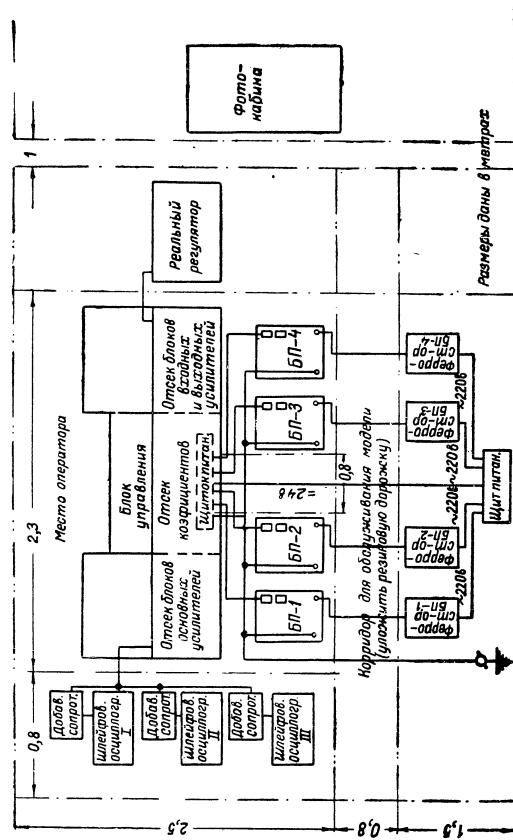 0,8
2,3
1
Место оператора
Добав.
сопрот.
Шлейфов.
осциллогр.
I
Добав.
сопрот.
Шлейфов.
осциллогр.
II
Добав.
сопрот.
Шлейфов.
осциллогр.
III
Отсек блоков
основных
усилителей
Блок
управления
Отсек
коэфициентов
Щиток питан.
Отсек блоков
входных
и выходных
усилителей
Реальный
регулятор
Фото-
кабина
БП-1
БП-2
БП-3
БП-4
=24в
0,8
Корридор для обслуживания модели
(уложить резиновую дорожку)
Ферро-
ст-ор
БП-1
Ферро-
ст-ор
БП-2
Ферро-
ст-ор
БП-3
Ферро-
ст-ор
БП-4
~220в
~220в
~220в
~220в
Щит питан.
2,5
0,8
1,5
Размеры даны в метрах